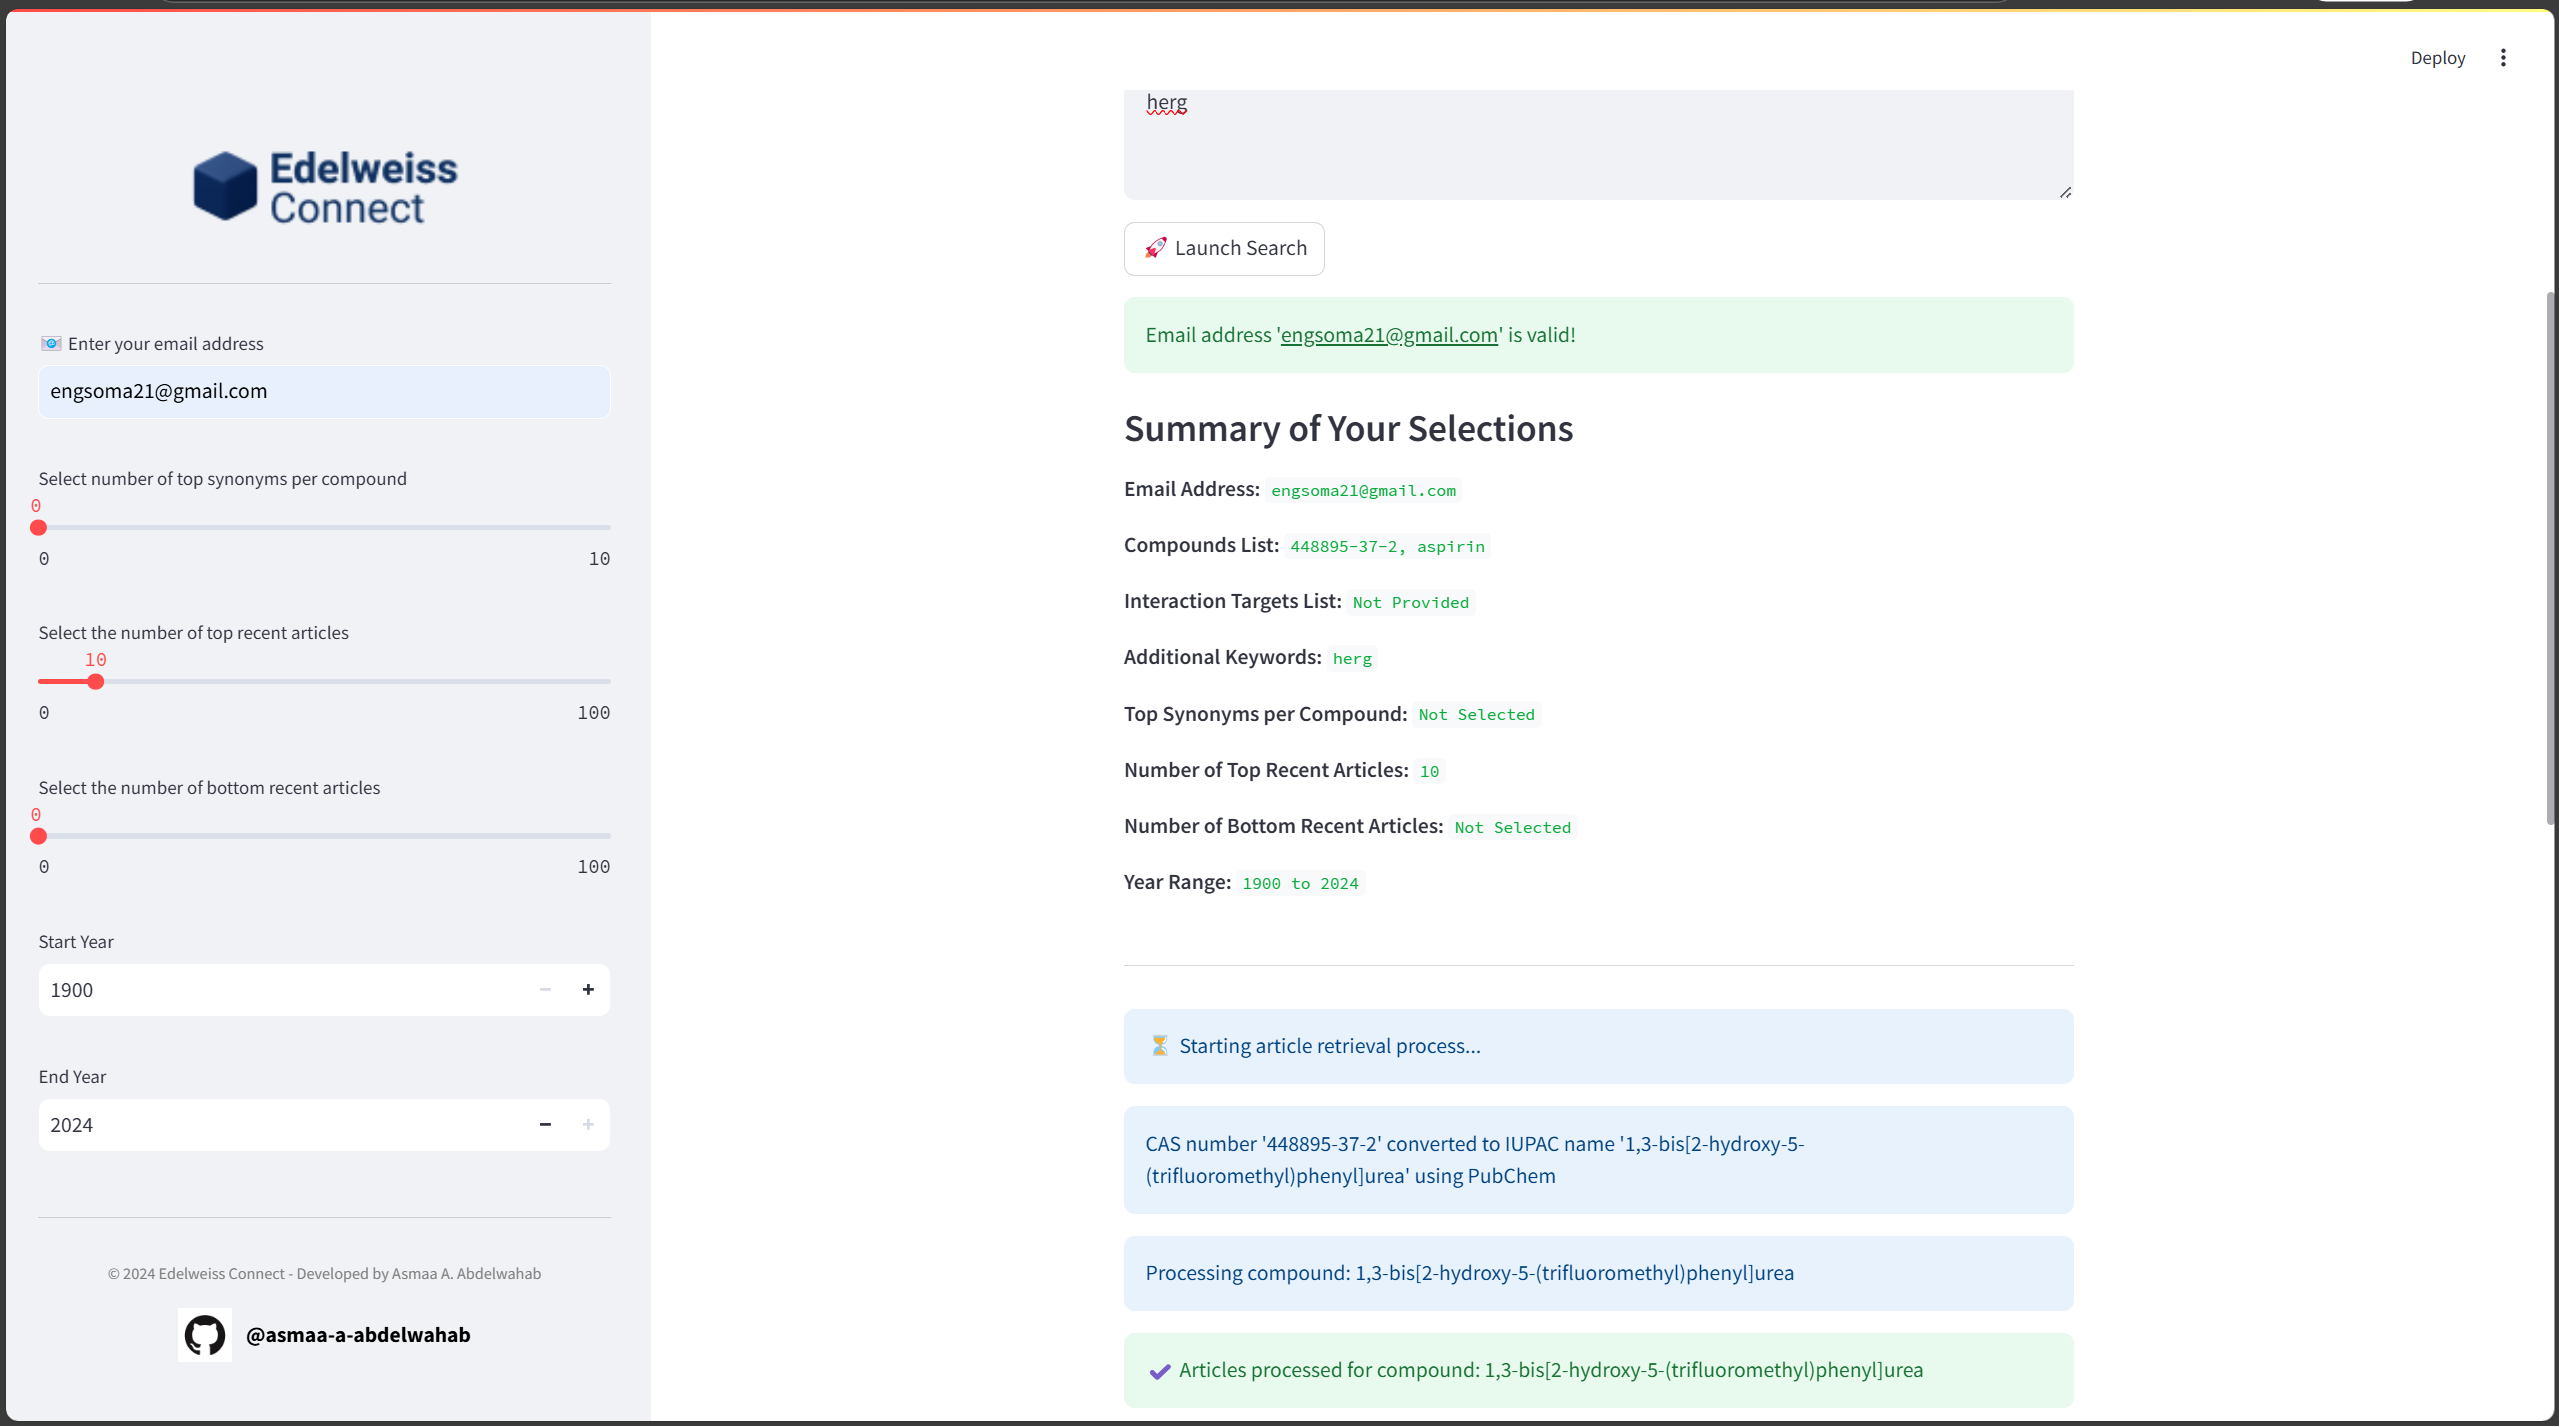 Edelweiss
Connect
Enter your email address
engsoma21@gmail.com
Select number of top synonyms per compound
0
0 10
Select the number of top recent articles
10
0 100
Select the number of bottom recent articles
0
0 100
Start Year
1900
End Year
2024
© 2024 Edelweiss Connect - Developed by Asmaa A. Abdelwahab
@asmaa-a-abdelwahab
Deploy
herg
Launch Search
Email address 'engsoma21@gmail.com' is valid!
Summary of Your Selections
Email Address: engsoma21@gmail.com
Compounds List: 448895-37-2, aspirin
Interaction Targets List: Not Provided
Additional Keywords: herg
Top Synonyms per Compound: Not Selected
Number of Top Recent Articles: 10
Number of Bottom Recent Articles: Not Selected
Year Range: 1900 to 2024
Starting article retrieval process...
CAS number '448895-37-2' converted to IUPAC name '1,3-bis[2-hydroxy-5-
(trifluoromethyl)phenyl]urea' using PubChem
Processing compound: 1,3-bis[2-hydroxy-5-(trifluoromethyl)phenyl]urea
Articles processed for compound: 1,3-bis[2-hydroxy-5-(trifluoromethyl)phenyl]urea